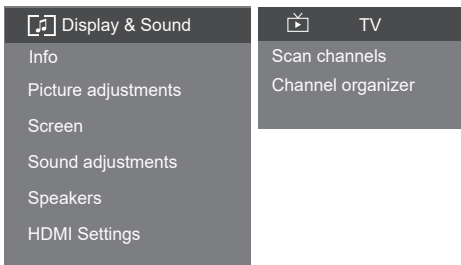 Display & Sound
Info
Picture adjustments
Screen
Sound adjustments
Speakers
HDMI Settings
TV
Scan channels
Channel organizer